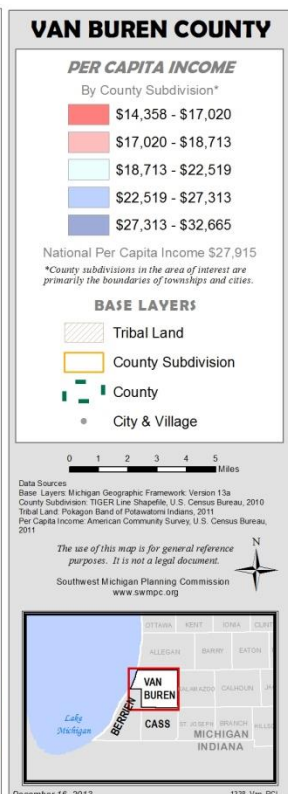 VAN BUREN COUNTY
PER CAPITA INCOME
By County Subdivision*
$14,358 - $17,020
$17,020 - $18,713
$18,713 - $22,519
$22,519 - $27,313
$27,313 - $32,665
National Per Capita Income $27,915
*County subdivisions in the area of interest are
primarily the boundaries of townships and cities.
BASE LAYERS
Tribal Land
County Subdivision
County
City & Village
0 1 2 3 4 5
Miles
Data Sources
Base Layers: Michigan Geographic Framework: Version 13a
County Subdivision: TIGER Line Shapefile, U.S. Census Bureau, 2010
Tribal Land: Pokagon Band of Potawatomi Indians, 2011
Per Capita Income: American Community Survey, U.S. Census Bureau,
2011
The use of this map is for general reference
purposes. It is not a legal document.
N
Southwest Michigan Planning Commission
www.swmpc.org
OTTAWA KENT IONIA
ALLEGAN BARRY EATON
VAN
BUREN
CALHOUN
BERRIEN
Lake
Michigan
CASS
ST. JOSEPH BRANCH
MICHIGAN
INDIANA
December 16, 2013